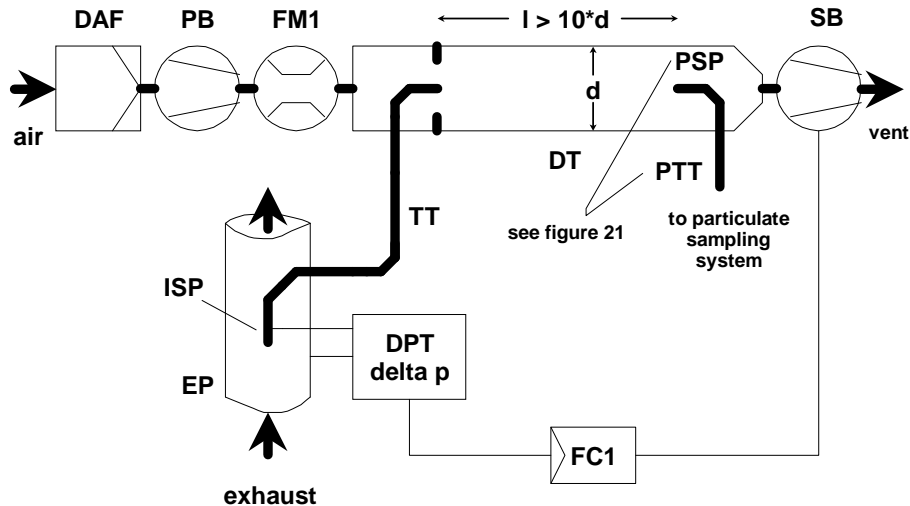 DAF
PB
FM1
l > 10*d
SB
d
PSP
air
vent
DT
PTT
TT
see figure 21
to particulate
sampling
system
ISP
DPT
delta p
EP
FC1
exhaust